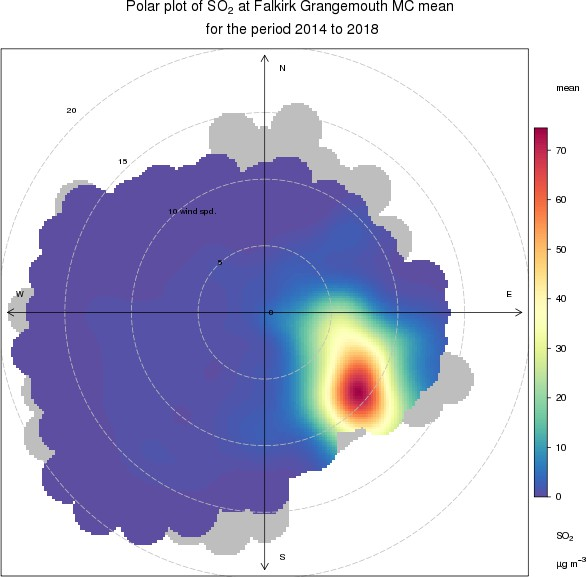 Polar plot of SO₂ at Falkirk Grangemouth MC mean
for the period 2014 to 2018
N
mean
20
15
10 wind spd.
5
W
0
E
S
70
60
50
40
30
20
10
0
SO₂
µg m⁻³